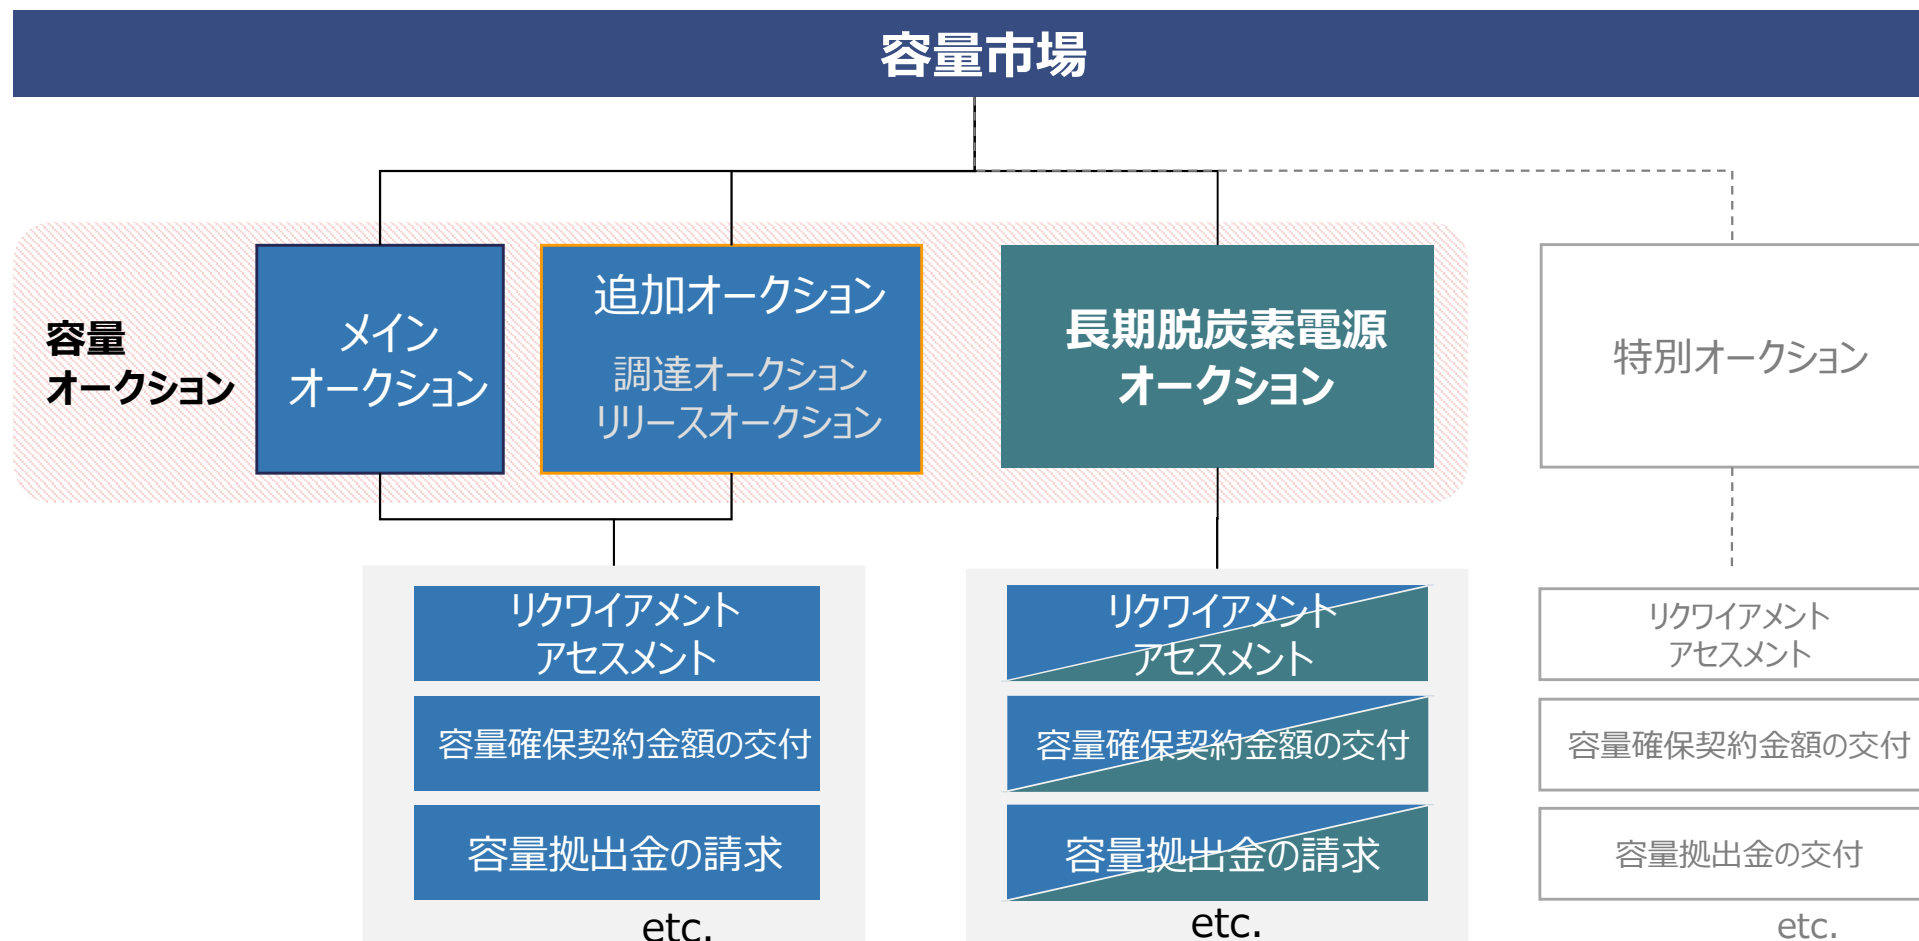 容量市場
容量
オークション
メイン
オークション
追加オークション
調達オークション
リリースオークション
長期脱炭素電源
オークション
特別オークション
リクワイアメント
アセスメント
容量確保契約金額の交付
容量拠出金の請求
etc.
リクワイアメント
アセスメント
容量確保契約金額の交付
容量拠出金の請求
etc.
リクワイアメント
アセスメント
容量確保契約金額の交付
容量拠出金の交付
etc.